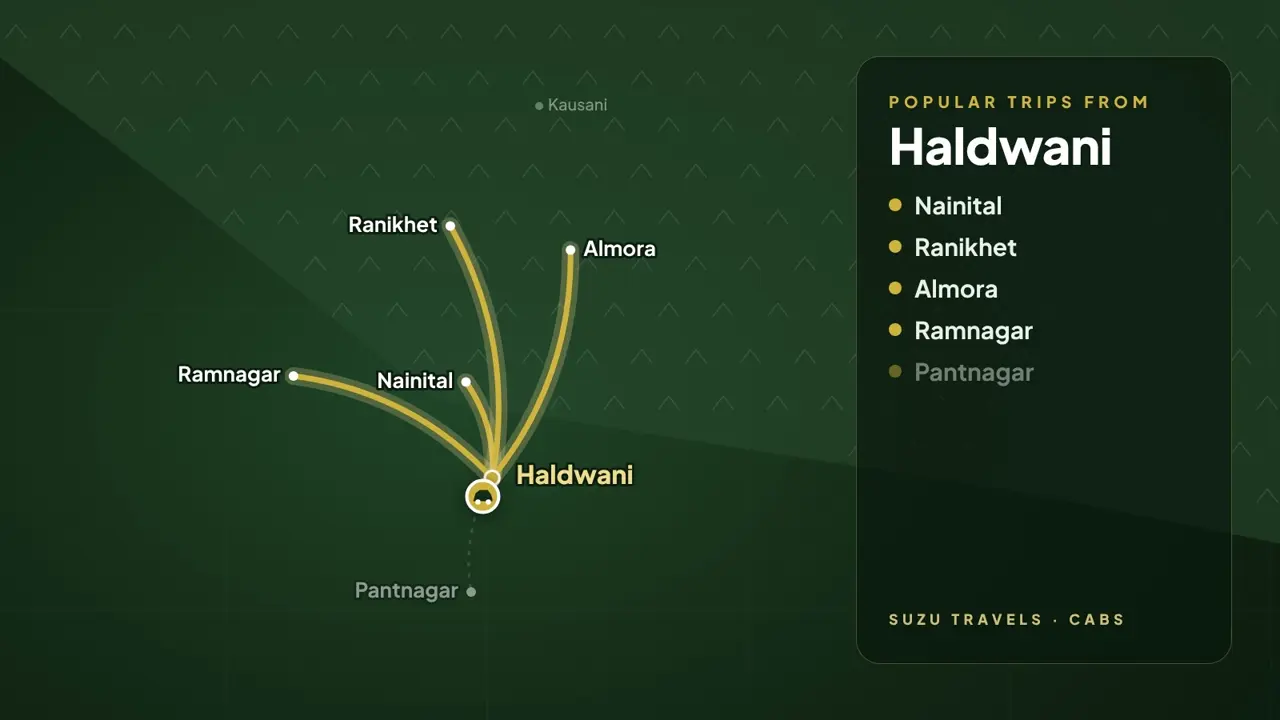 Kausani
Ranikhet
Almora
Ramnagar
Nainital
Haldwani
Pantnagar
POPULAR TRIPS FROM
Haldwani
Nainital
Ranikhet
Almora
Ramnagar
Pantnagar
SUZU TRAVELS · CABS